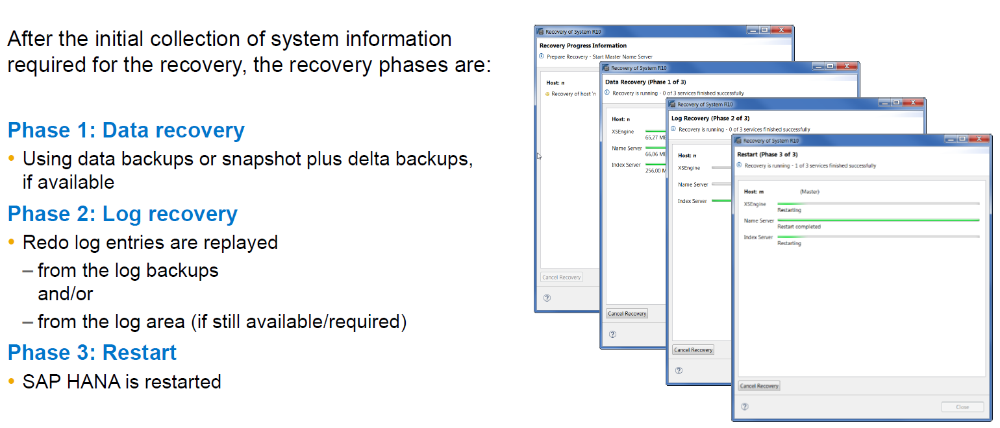 After the initial collection of system information
required for the recovery, the recovery phases are:
Phase 1: Data recovery
• Using data backups or snapshot plus delta backups,
if available
Phase 2: Log recovery
• Redo log entries are replayed
– from the log backups
and/or
– from the log area (if still available/required)
Phase 3: Restart
• SAP HANA is restarted
Recovery of System R10
Recovery Progress Information
Prepare Recovery - Start Master Name Server
Host: n
Recovery of host 'n
Cancel Recovery
Recovery of System R10
Data Recovery (Phase 1 of 3)
Recovery is running - 0 of 3 services finished successfully
Host: n
XSEngine
65,27 ME
Name Server
66,06 ME
Index Server
256,00 M
Cancel Recovery
Recovery of System R10
Log Recovery (Phase 2 of 3)
Recovery is running - 0 of 3 services finished successfully
Host: n
XSEngine
Name Server
Index Server
Cancel Recovery
Recovery of System R10
Restart (Phase 3 of 3)
Recovery is running - 1 of 3 services finished successfully
Host: m (Master)
XSEngine
Restarting
Name Server
Restart completed
Index Server
Restarting
Cancel Recovery
Close